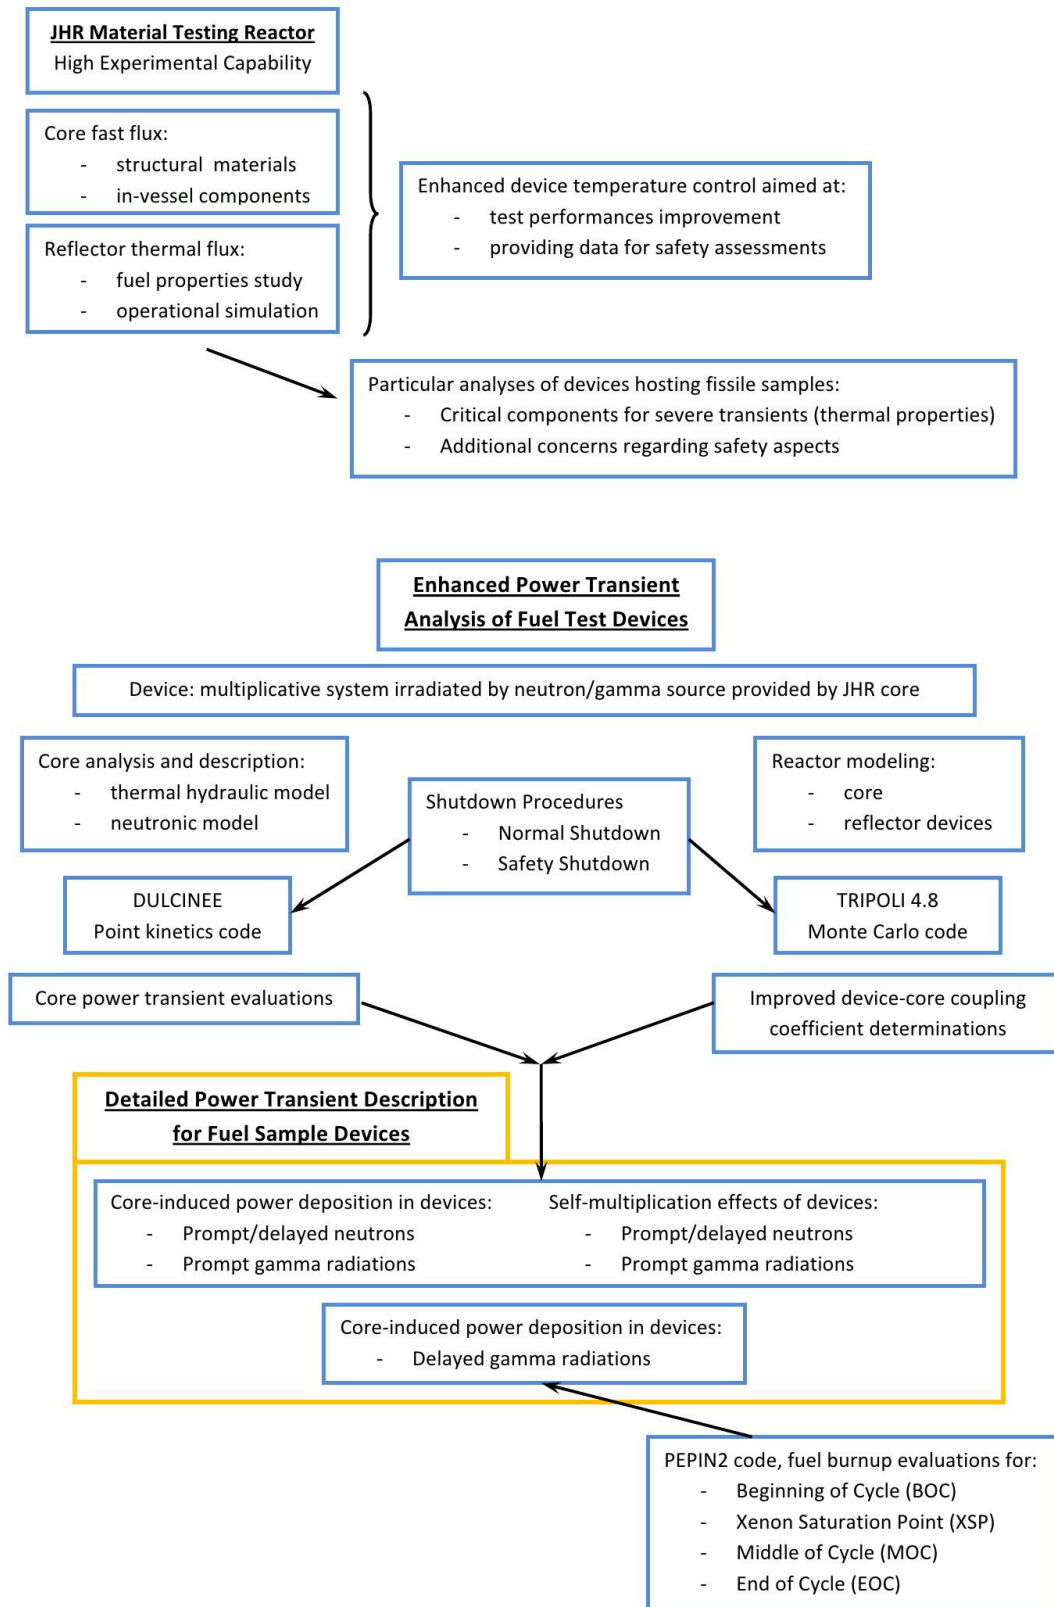 JHR Material Testing Reactor
High Experimental Capability
Core fast flux:
- structural materials
- in-vessel components
Reflector thermal flux:
- fuel properties study
- operational simulation
Enhanced device temperature control aimed at:
- test performances improvement
- providing data for safety assessments
Particular analyses of devices hosting fissile samples:
- Critical components for severe transients (thermal properties)
- Additional concerns regarding safety aspects
Enhanced Power Transient
Analysis of Fuel Test Devices
Device: multiplicative system irradiated by neutron/gamma source provided by JHR core
Core analysis and description:
- thermal hydraulic model
- neutronic model
Shutdown Procedures
- Normal Shutdown
- Safety Shutdown
Reactor modeling:
- core
- reflector devices
DULCINEE
Point kinetics code
TRIPOLI 4.8
Monte Carlo code
Core power transient evaluations
Improved device-core coupling
coefficient determinations
Detailed Power Transient Description
for Fuel Sample Devices
Core-induced power deposition in devices:
- Prompt/delayed neutrons
- Prompt gamma radiations
Self-multiplication effects of devices:
- Prompt/delayed neutrons
- Prompt gamma radiations
Core-induced power deposition in devices:
- Delayed gamma radiations
PEPIN2 code, fuel burnup evaluations for:
- Beginning of Cycle (BOC)
- Xenon Saturation Point (XSP)
- Middle of Cycle (MOC)
- End of Cycle (EOC)